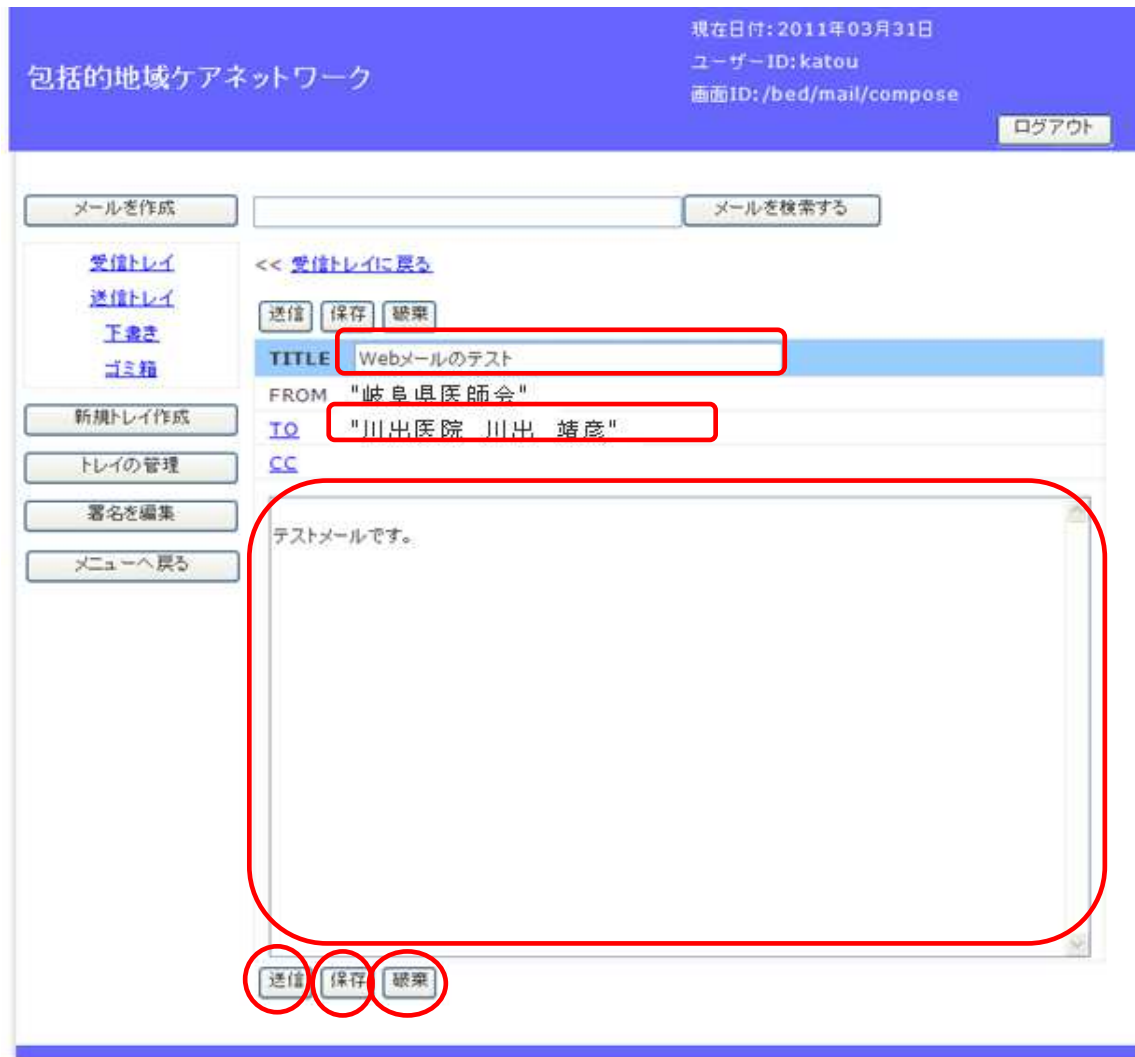 包括的地域ケアネットワーク
現在日付:2011年03月31日
ユーザーID:katou
画面ID:/bed/mail/compose
ログアウト
メールを作成
メールを検索する
受信トレイ
送信トレイ
下書き
ゴミ箱
新規トレイ作成
トレイの管理
署名を編集
メニューへ戻る
<< 受信トレイに戻る
送信 保存 破棄
TITLE Webメールのテスト
FROM "岐阜県医師会"
TO "川出医院 川出 靖彦"
CC
テストメールです。
送信 保存 破棄